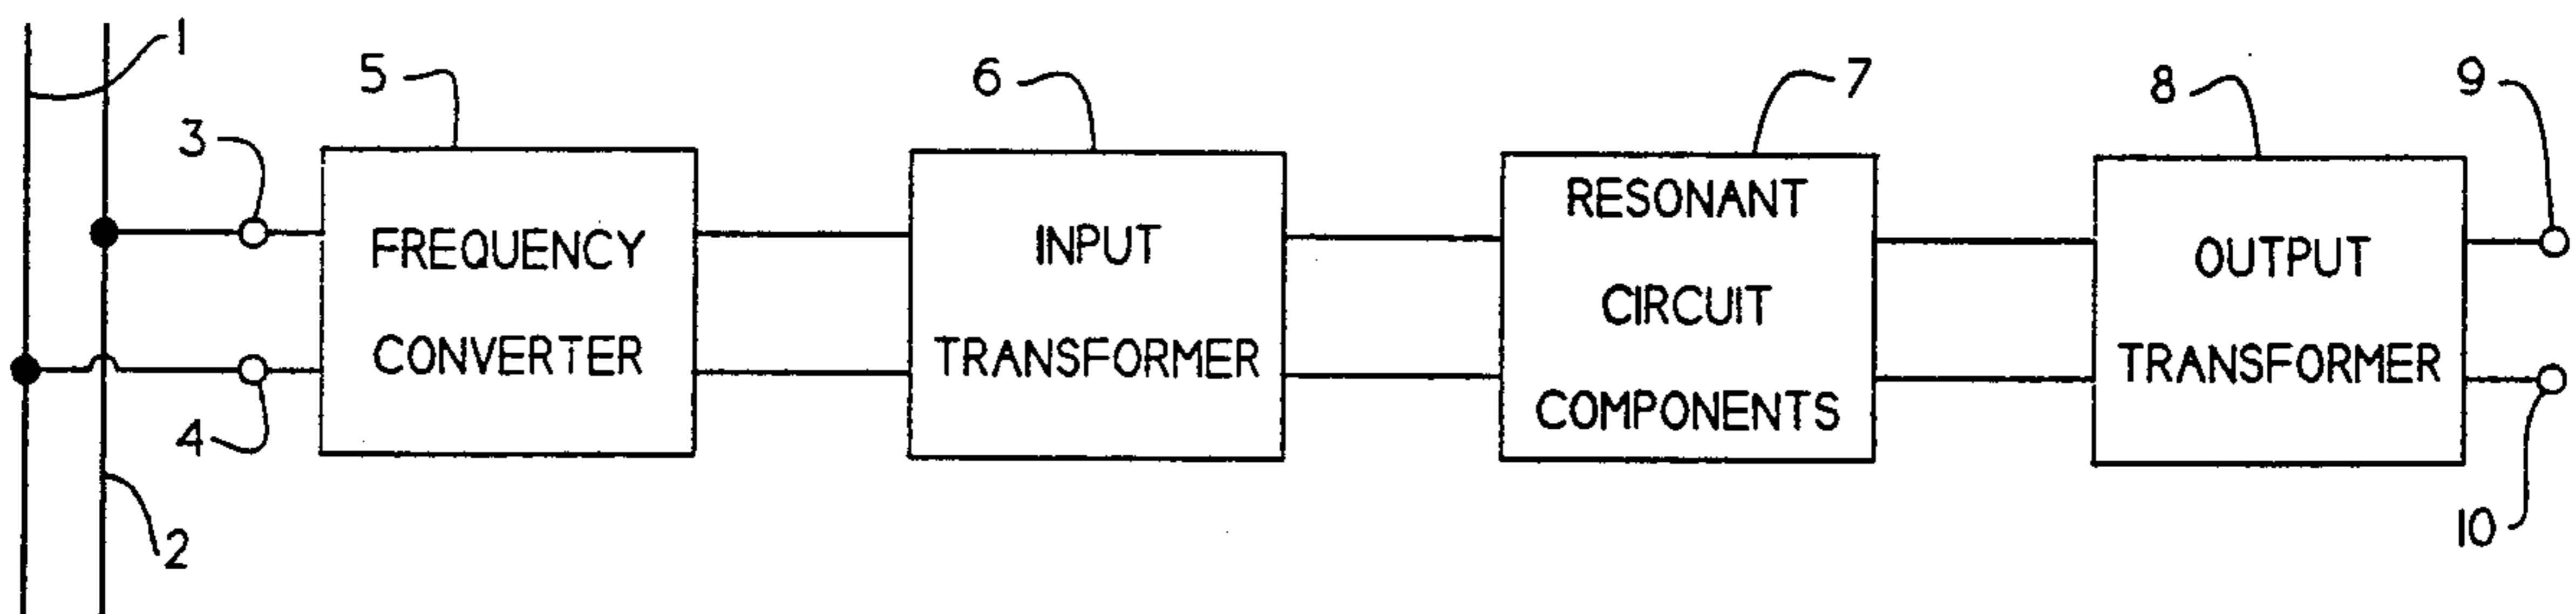 1
5
6
7
8
9
3
FREQUENCY
CONVERTER
INPUT
TRANSFORMER
RESONANT
CIRCUIT
COMPONENTS
OUTPUT
TRANSFORMER
4
2
10